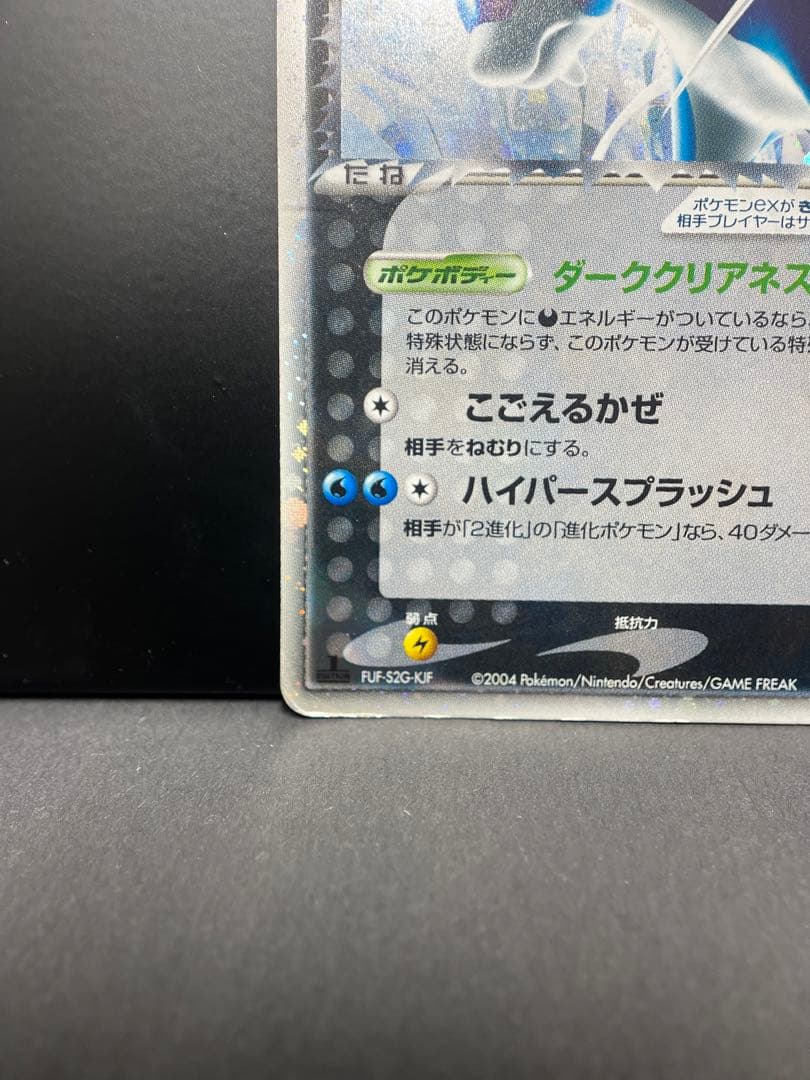 たね
ポケモンexが き
相手プレイヤーはサ
ポケボディー ダーククリアネス
このポケモンにエネルギーがついているなら、
特殊状態にならず、このポケモンが受けている特殊
消える。
こごえるかぜ
相手をねむりにする。
ハイパースプラッシュ
相手が「2進化」の「進化ポケモン」なら、40ダメー
弱点 抵抗力
1
EDITION
FUF-S2G-KJF ©2004 Pokémon/Nintendo/Creatures/GAME FREAK